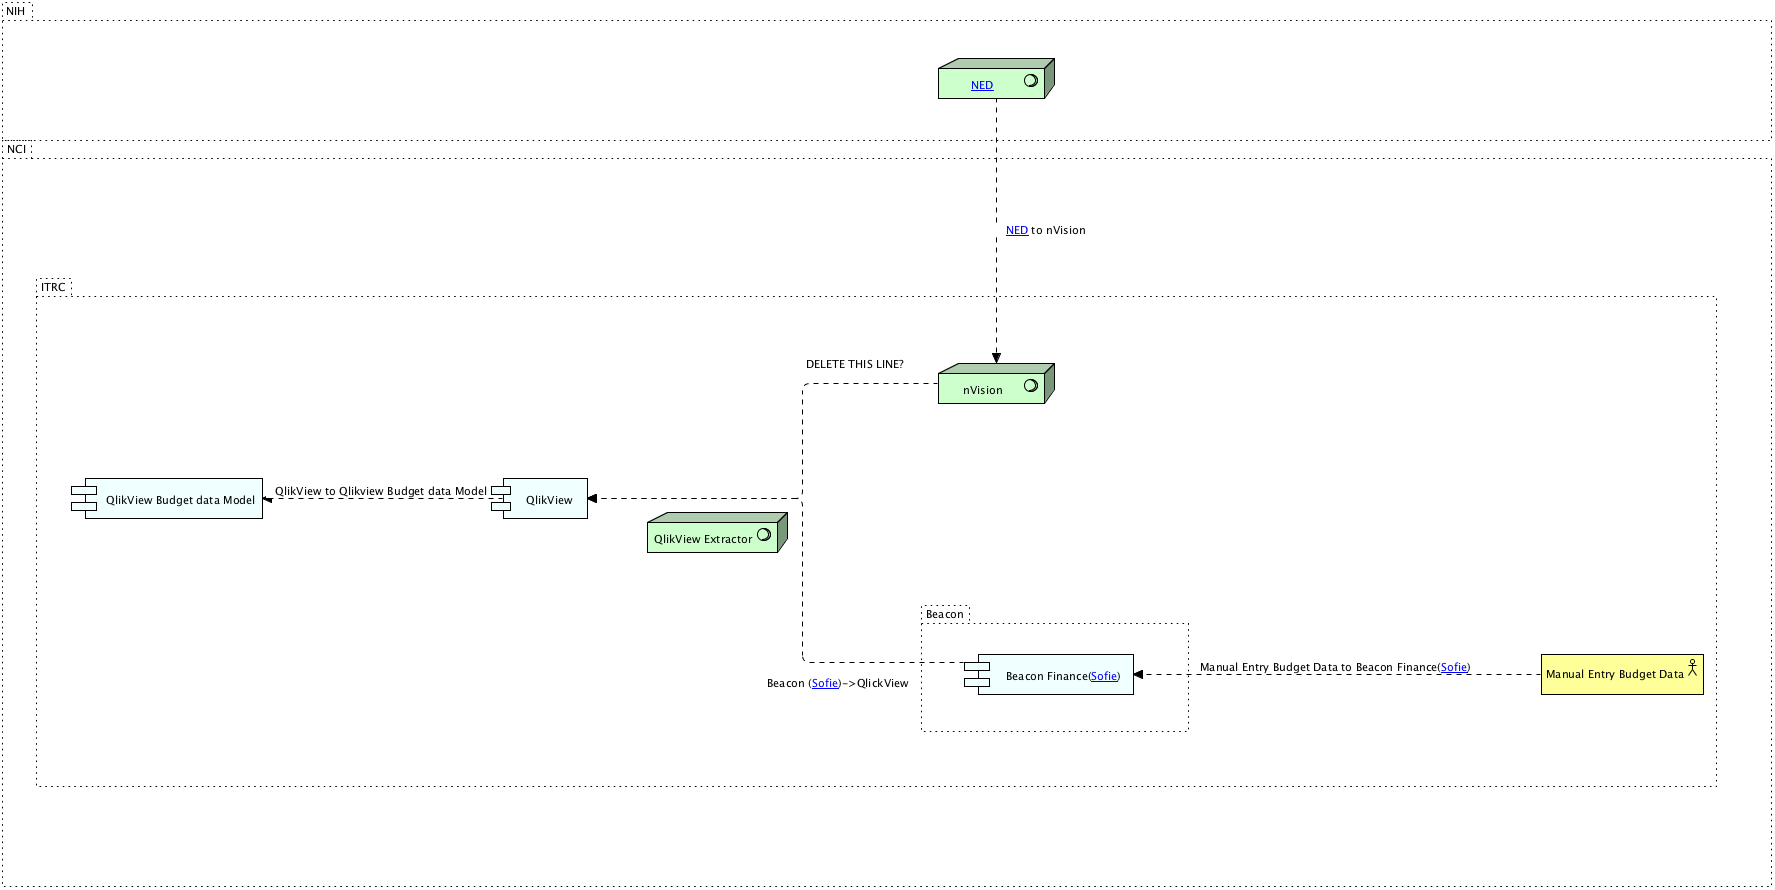 NIH
NED
NCI
NED to nVision
ITRC
DELETE THIS LINE?
nVision
QlikView to Qlikview Budget data Model
QlikView Budget data Model
QlikView
QlikView Extractor
Beacon
Manual Entry Budget Data to Beacon Finance(Sofie)
Beacon Finance(Sofie)
Manual Entry Budget Data
Beacon (Sofie)->QlickView